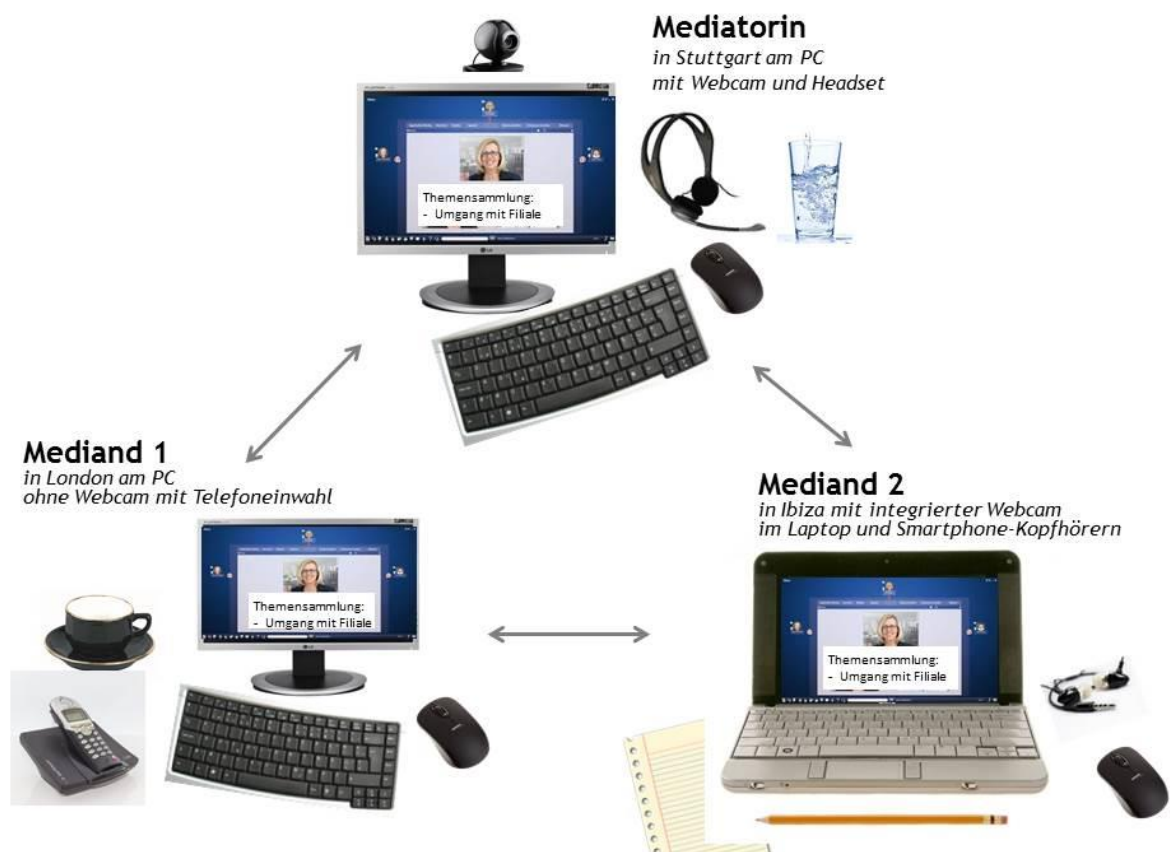 Mediatorin
in Stuttgart am PC
mit Webcam und Headset
Themensammlung:
- Umgang mit Filiale
LG
Mediand 1
in London am PC
ohne Webcam mit Telefoneinwahl
Themensammlung:
- Umgang mit Filiale
LG
Mediand 2
in Ibiza mit integrierter Webcam
im Laptop und Smartphone-Kopfhörern
Themensammlung:
- Umgang mit Filiale